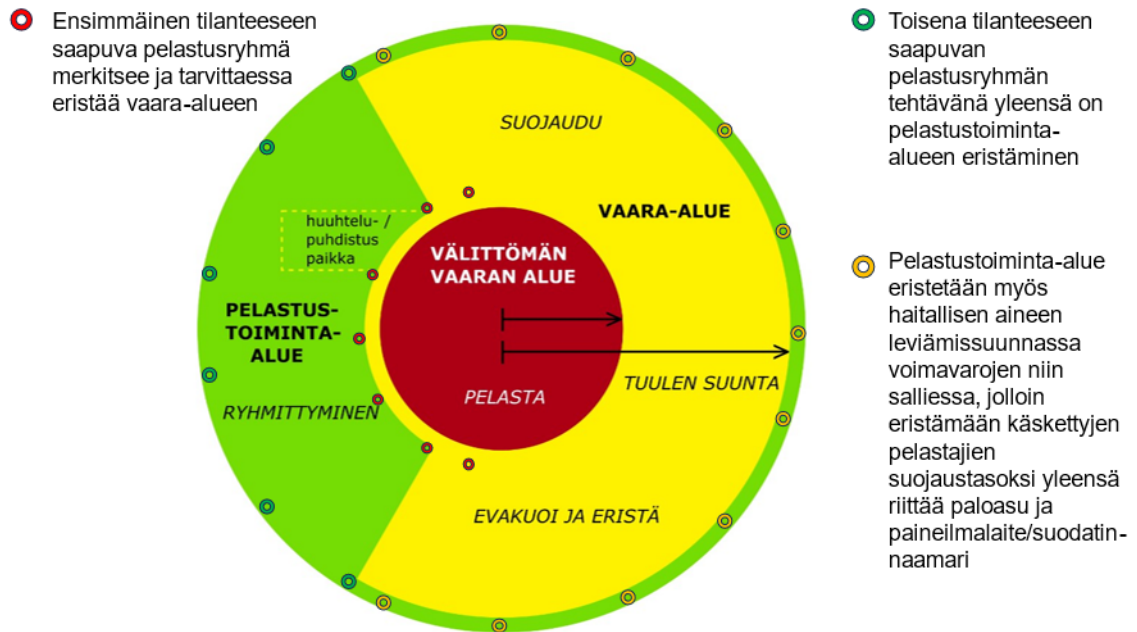 Ensimmäinen tilanteeseen
saapuva pelastusryhmä
merkitsee ja tarvittaessa
eristää vaara-alueen
SUOJAUDU
VAARA-ALUE
huuhtelu- /
puhdistus
paikka
VÄLITTÖMÄN
VAARAN ALUE
PELASTUS-
TOIMINTA-
ALUE
RYHMITTYMINEN
PELASTA
TUULEN SUUNTA
EVAKUOI JA ERISTÄ
Toisena tilanteeseen
saapuvan
pelastusryhmän
tehtävänä yleensä on
pelastustoiminta-
alueen eristäminen
Pelastustoiminta-alue
eristetään myös
haitallisen aineen
leviämissuunnassa
voimavarojen niin
salliessa, jolloin
eristämään käskettyjen
pelastajien
suojaustasoksi yleensä
riittää paloasu ja
paineilmalaite/suodatin-
naamari